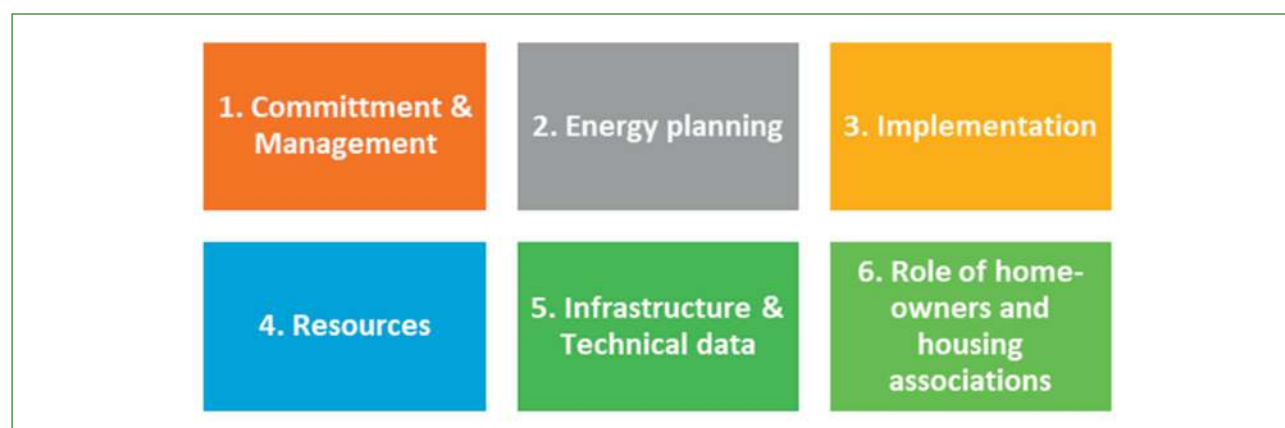 1. Committment &
Management
2. Energy planning
3. Implementation
4. Resources
5. Infrastructure &
Technical data
6. Role of home-
owners and
housing
associations